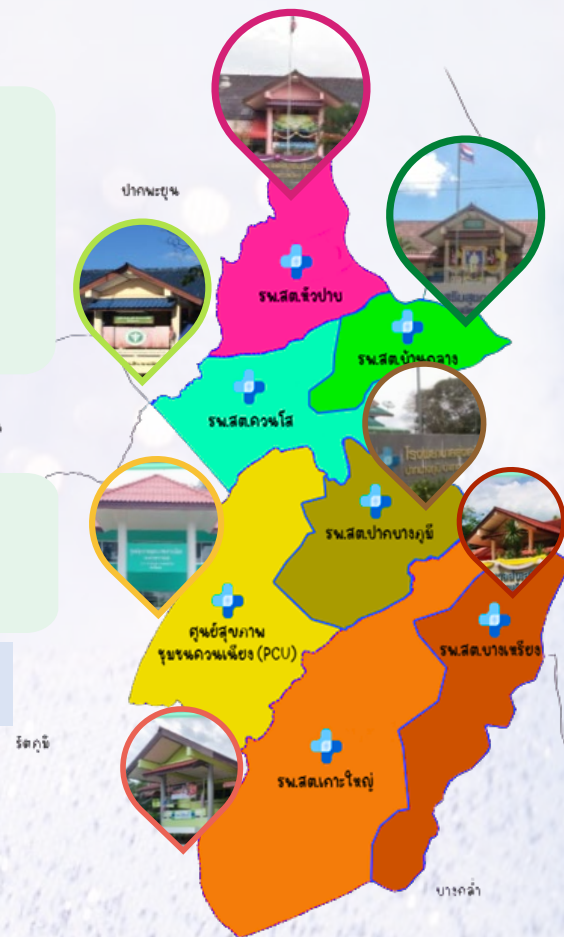 ปากพะยูน
รพ.สต.หัวปาบ
รพ.สต.บ้านกลาง
รพ.สต.ควนโส
รพ.สต.ปากบางภูมี
ศูนย์สุขภาพ
ชุมชนควนเนียง (PCU)
รพ.สต.บางเหรียง
รัตภูมิ
รพ.สต.เกาะใหญ่
บางกล่ำ